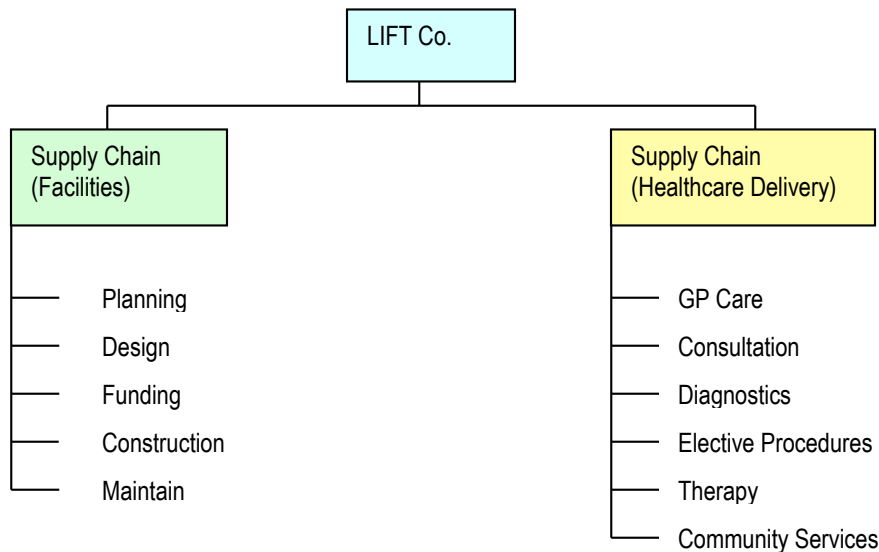 LIFT Co.
Supply Chain
(Facilities)
Planning
Design
Funding
Construction
Maintain
Supply Chain
(Healthcare Delivery)
GP Care
Consultation
Diagnostics
Elective Procedures
Therapy
Community Services